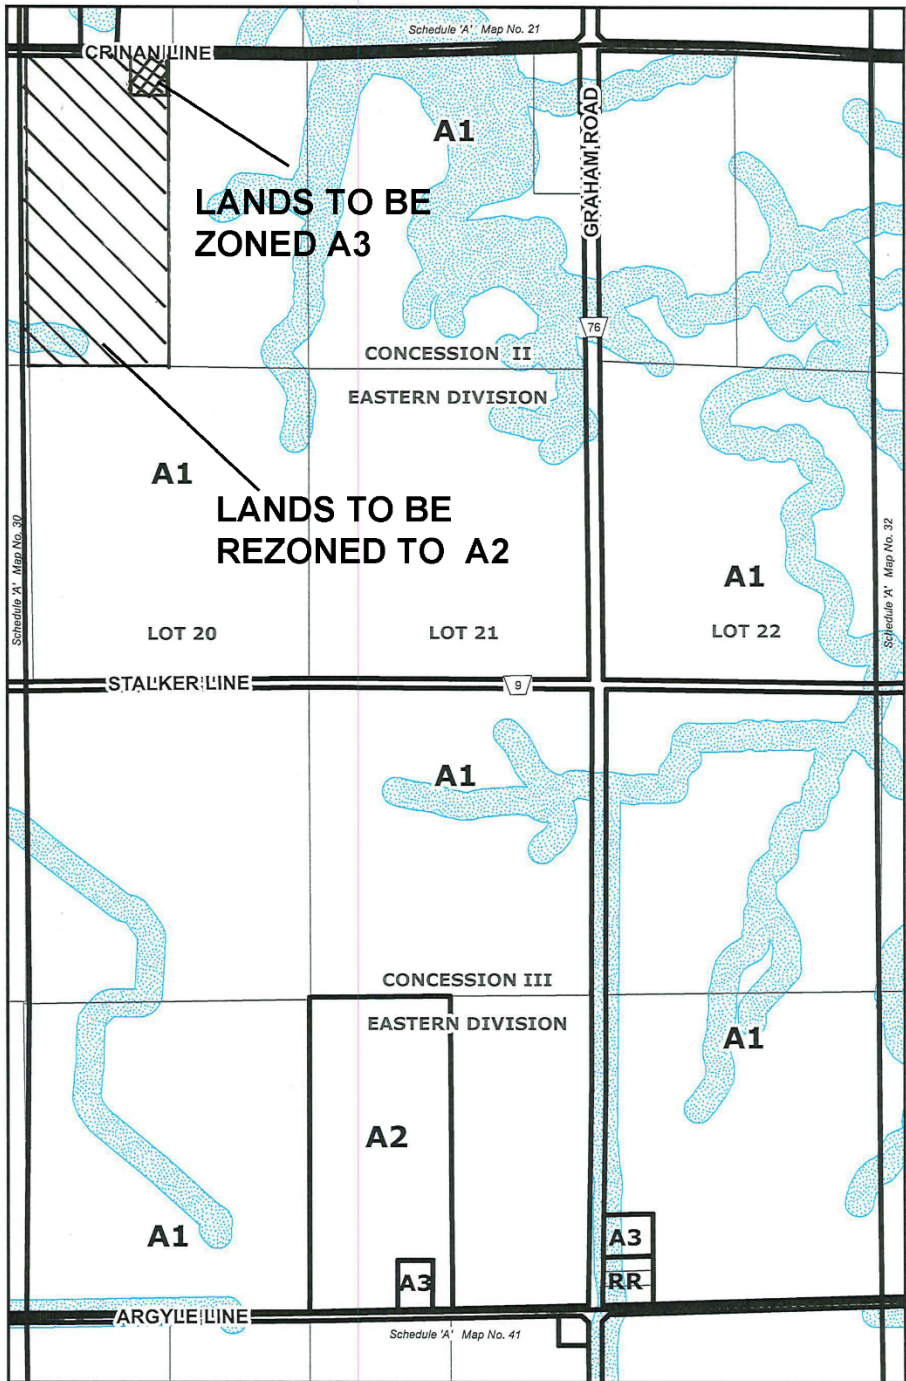 Schedule 'A' Map No. 21
CRINAN LINE
GRAHAM ROAD
A1
LANDS TO BE
ZONED A3
76
CONCESSION II
EASTERN DIVISION
A1
LANDS TO BE
REZONED TO A2
Schedule 'A' Map No. 30
Schedule 'A' Map No. 32
A1
LOT 20
LOT 21
LOT 22
STALKER LINE
9
A1
CONCESSION III
EASTERN DIVISION
A1
A2
A1
A3
A3
RR
ARGYLE LINE
Schedule 'A' Map No. 41